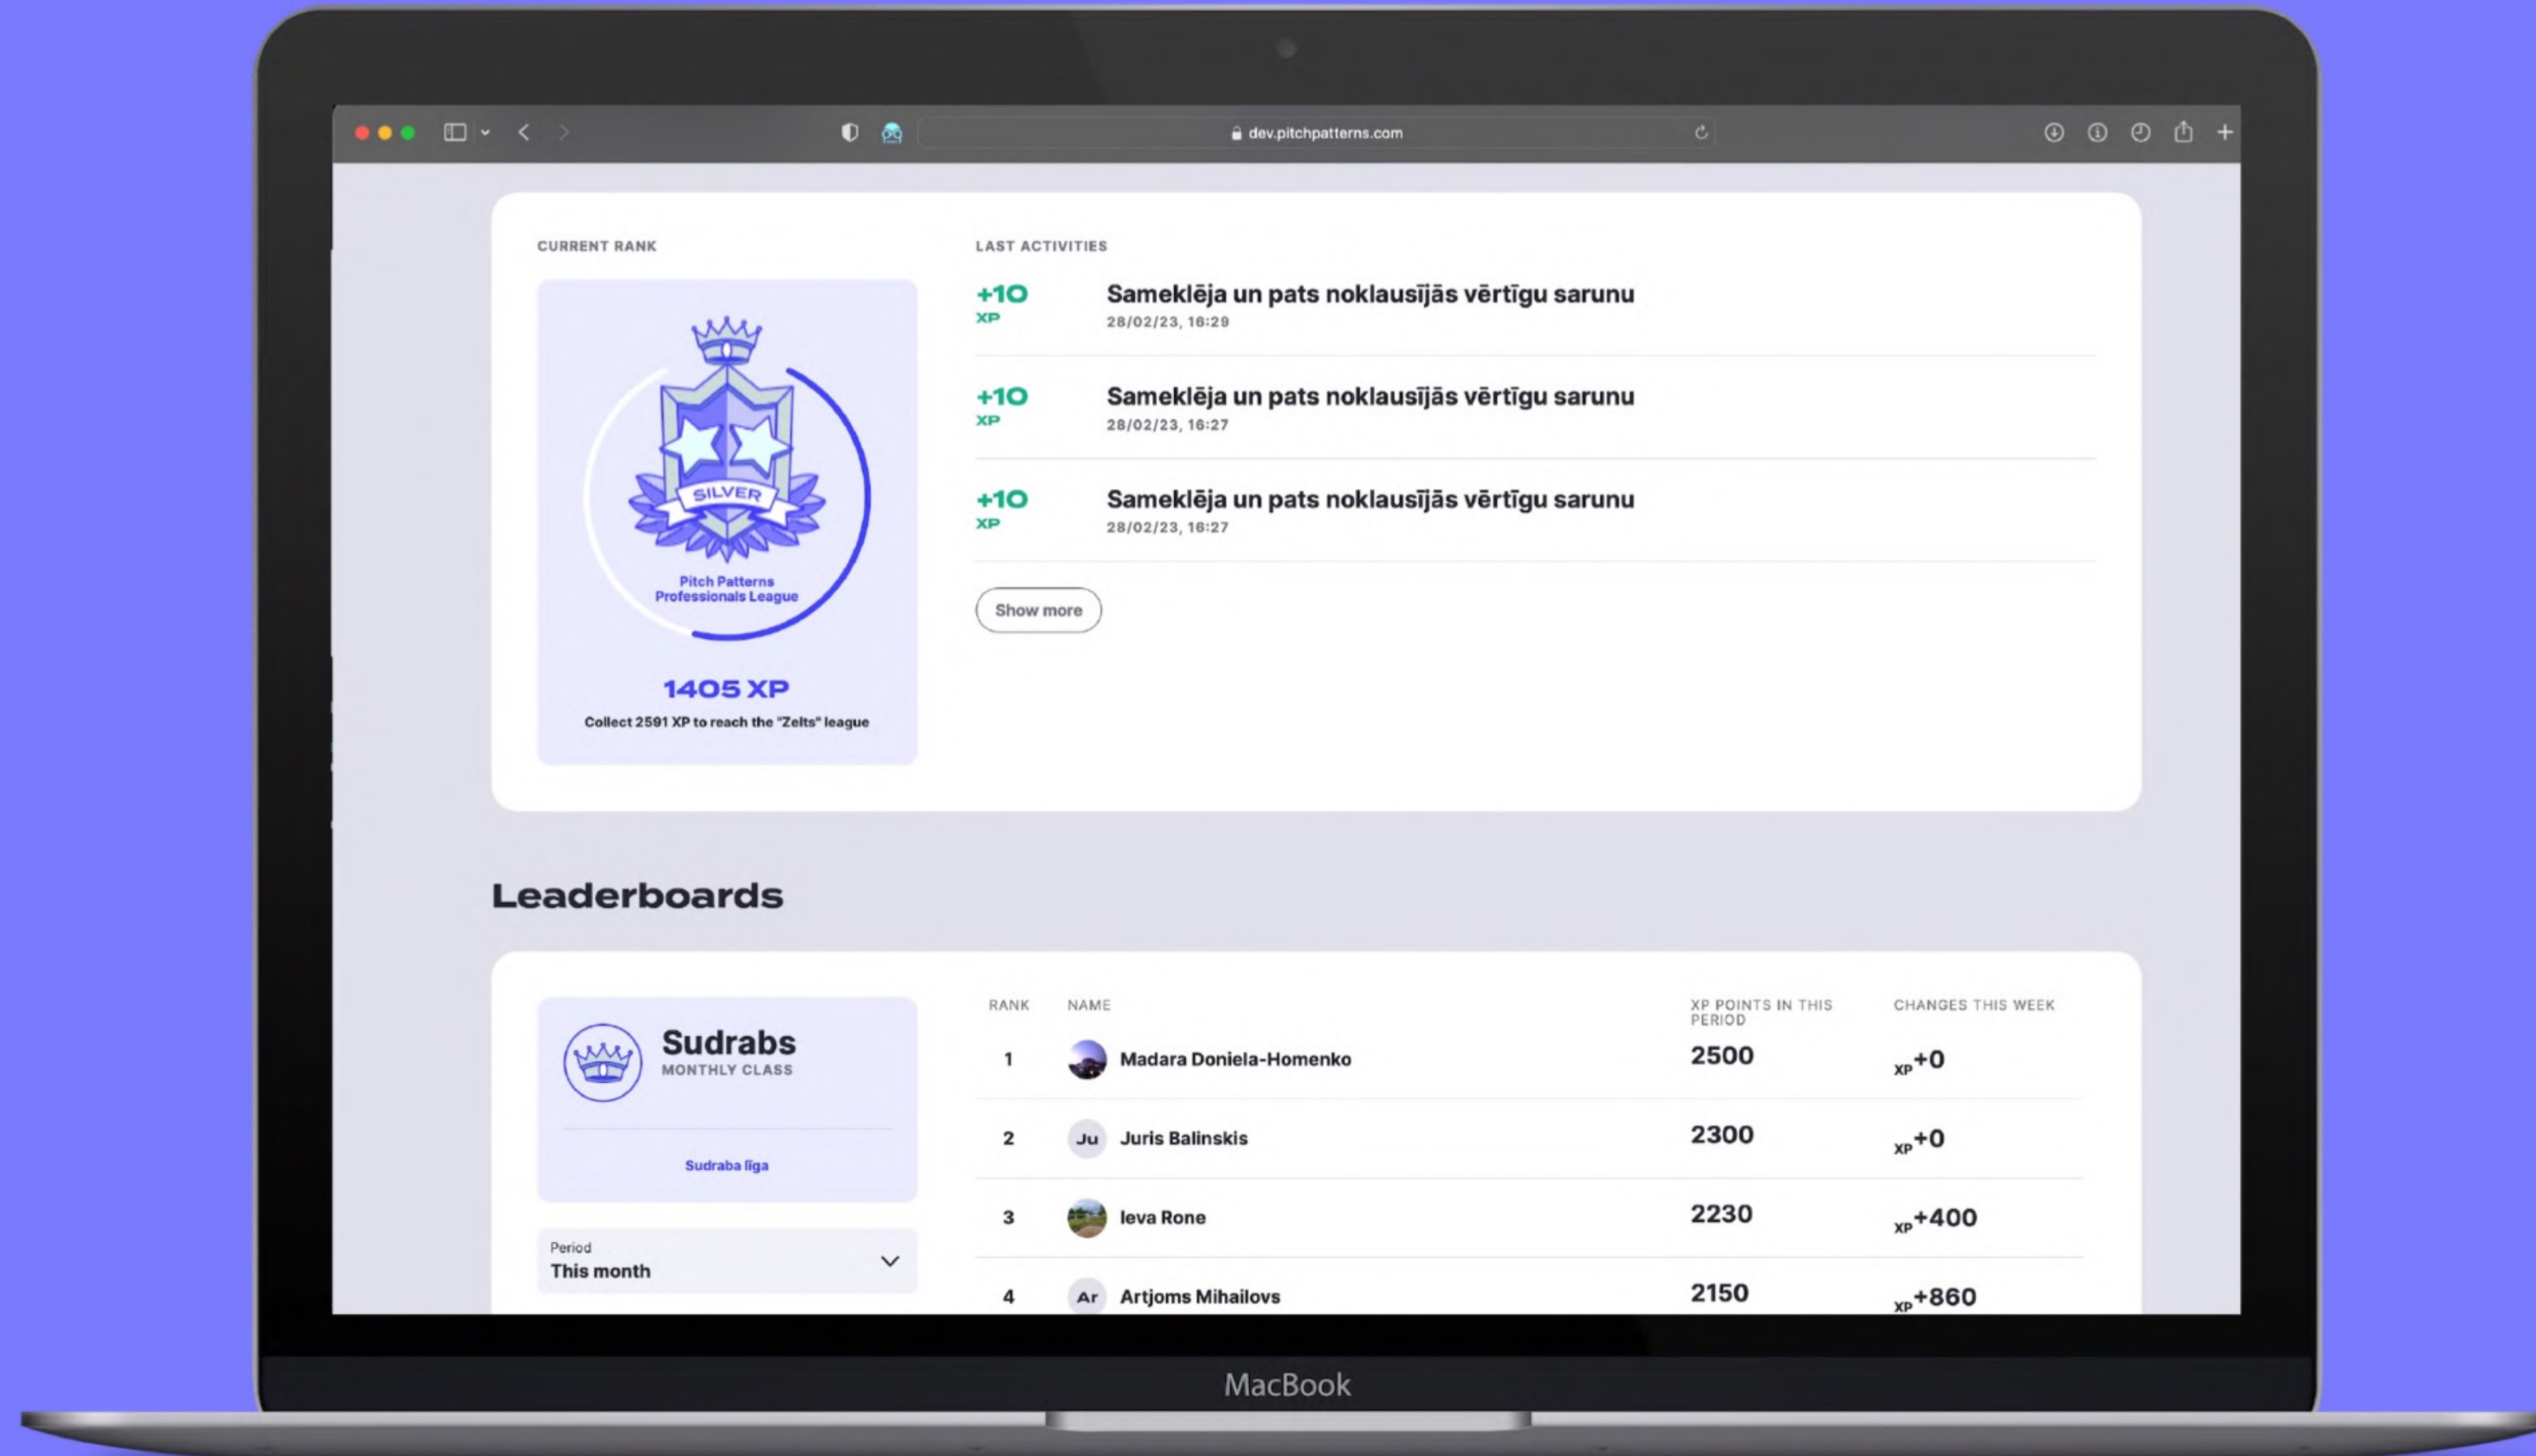 dev.pitchpatterns.com
CURRENT RANK
SILVER
Pitch Patterns
Professionals League
1405 XP
Collect 2591 XP to reach the "Zelts" league
LAST ACTIVITIES
+10
XP
Sameklēja un pats noklausījās vērtīgu sarunu
28/02/23, 16:29
+10
XP
Sameklēja un pats noklausījās vērtīgu sarunu
28/02/23, 16:27
+10
XP
Sameklēja un pats noklausījās vērtīgu sarunu
28/02/23, 16:27
Show more
Leaderboards
Sudrabs
MONTHLY CLASS
Sudraba līga
Period
This month
RANK NAME XP POINTS IN THIS PERIOD CHANGES THIS WEEK
1 Madara Doniela-Homenko 2500 XP+0
2 Ju Juris Balinskis 2300 XP+0
3 Ieva Rone 2230 XP+400
4 Ar Artjoms Mihailovs 2150 XP+860
MacBook